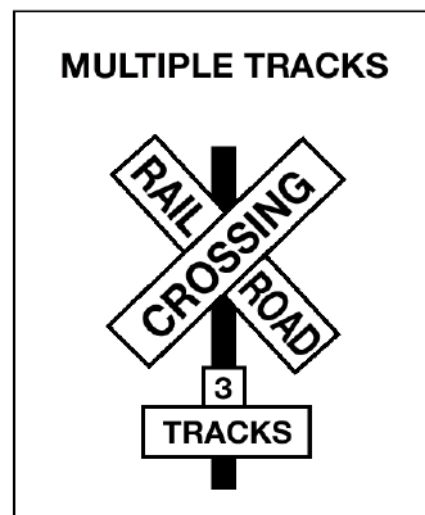 MULTIPLE TRACKS
RAIL
CROSSING
ROAD
3
TRACKS